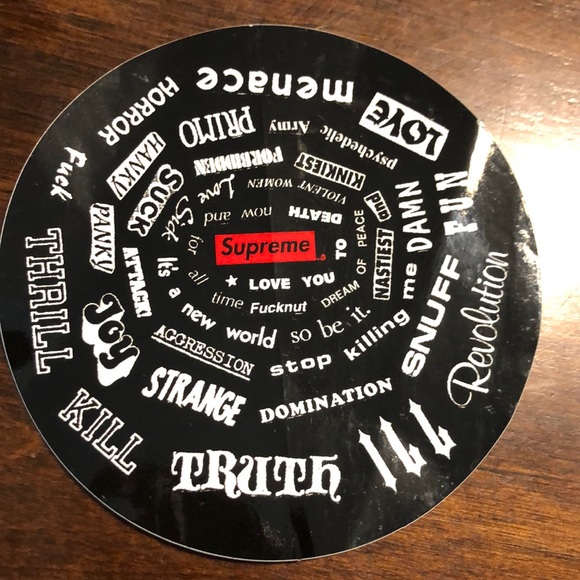 Supreme
★ LOVE YOU TO
DEATH
now and
for all time
Fucknut
DREAM OF PEACE
VIOLENT WOMEN
Love Sick
It's a new world
so be it.
NASTIEST
KINKIEST
FORBIDDEN
SUCK
ATTACK!
AGGRESSION
stop killing me
DAMN
psychedelic Army
PRIMO
HANKY
PANKY
Joy
STRANGE
DOMINATION
SNUFF
FUN
LOVE
menace
HORROR
Fuck
THRILL
KILL
TRUTH
ILL
Revolution